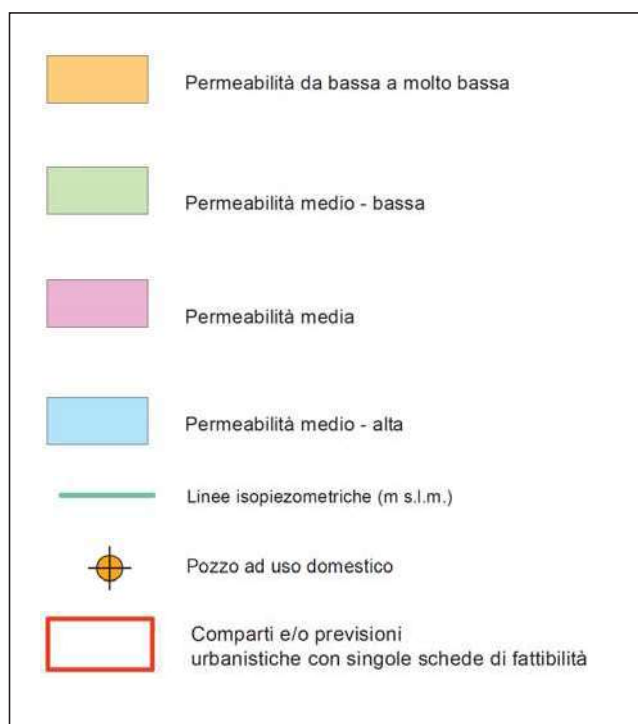 Permeabilità da bassa a molto bassa
Permeabilità medio - bassa
Permeabilità media
Permeabilità medio - alta
Linee isopiezometriche (m s.l.m.)
Pozzo ad uso domestico
Comparti e/o previsioni
urbanistiche con singole schede di fattibilità